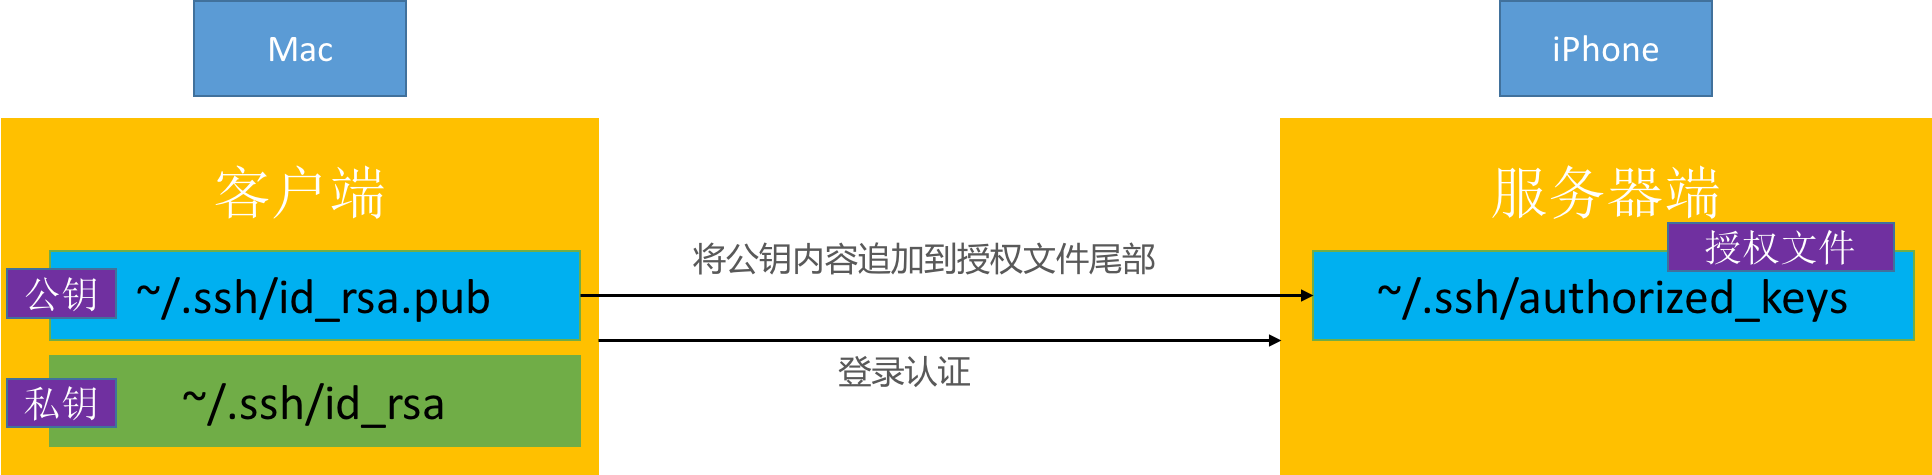 Mac
iPhone
客户端
服务器端
将公钥内容追加到授权文件尾部
授权文件
公钥
~/.ssh/id_rsa.pub
~/.ssh/authorized_keys
登录认证
私钥
~/.ssh/id_rsa